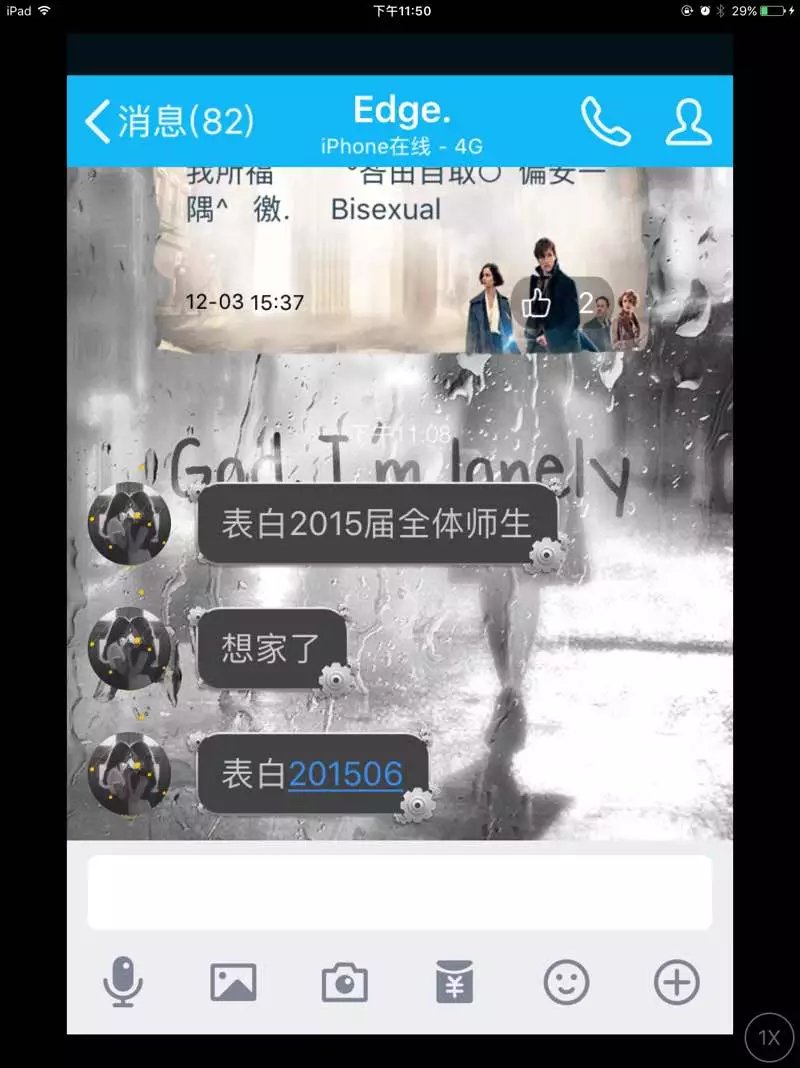 iPad 下午11:50 29%
消息(82) Edge.
iPhone在线 - 4G
我所福 °咎由自取〇 偏安一
隅^ 徼. Bisexual
12-03 15:37 2
下午11:08
God, I'm lonely
表白2015届全体师生
想家了
表白201506
¥
1X